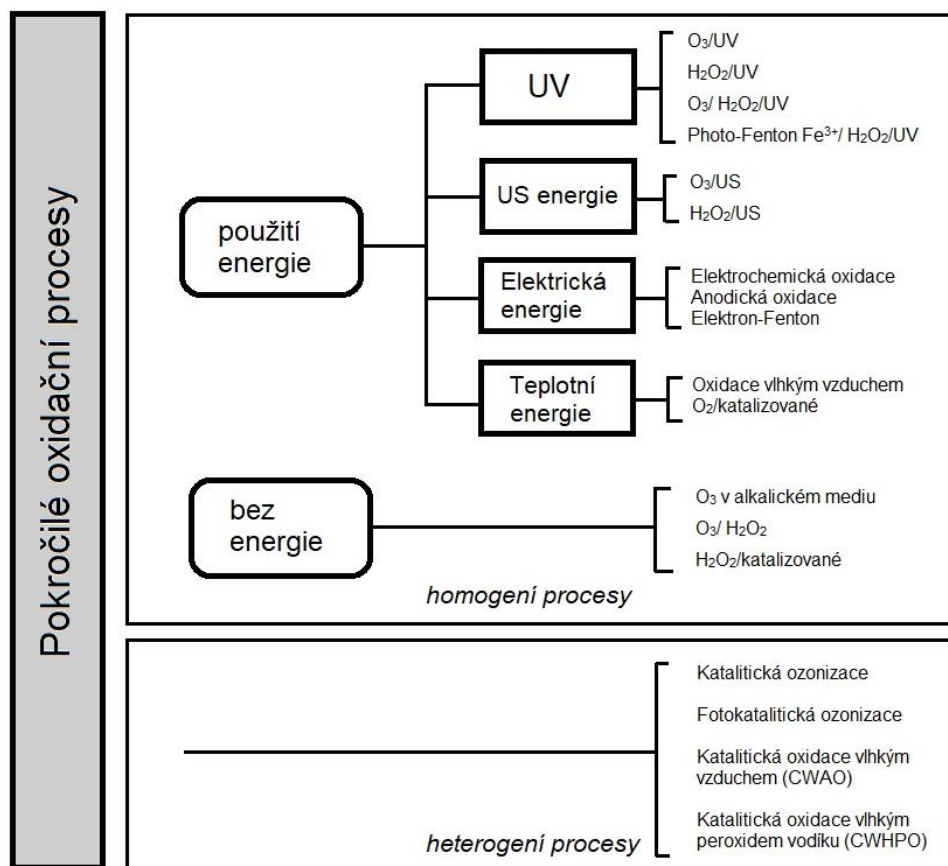 Pokročilé oxidační procesy
použití
energie
UV
O₃/UV
H₂O₂/UV
O₃/ H₂O₂/UV
Photo-Fenton Fe³⁺/ H₂O₂/UV
US energie
O₃/US
H₂O₂/US
Elektrická
energie
Elektrochemická oxidace
Anodická oxidace
Elektron-Fenton
Teplotní
energie
Oxidace vlhkým vzduchem
O₂/katalizované
bez
energie
O₃ v alkalickém mediu
O₃/ H₂O₂
H₂O₂/katalizované
homogení procesy
Katalitická ozonizace
Fotokatalitická ozonizace
Katalitická oxidace vlhkým
vzduchem (CWAO)
Katalitická oxidace vlhkým
peroxidem vodíku (CWHPO)
heterogení procesy